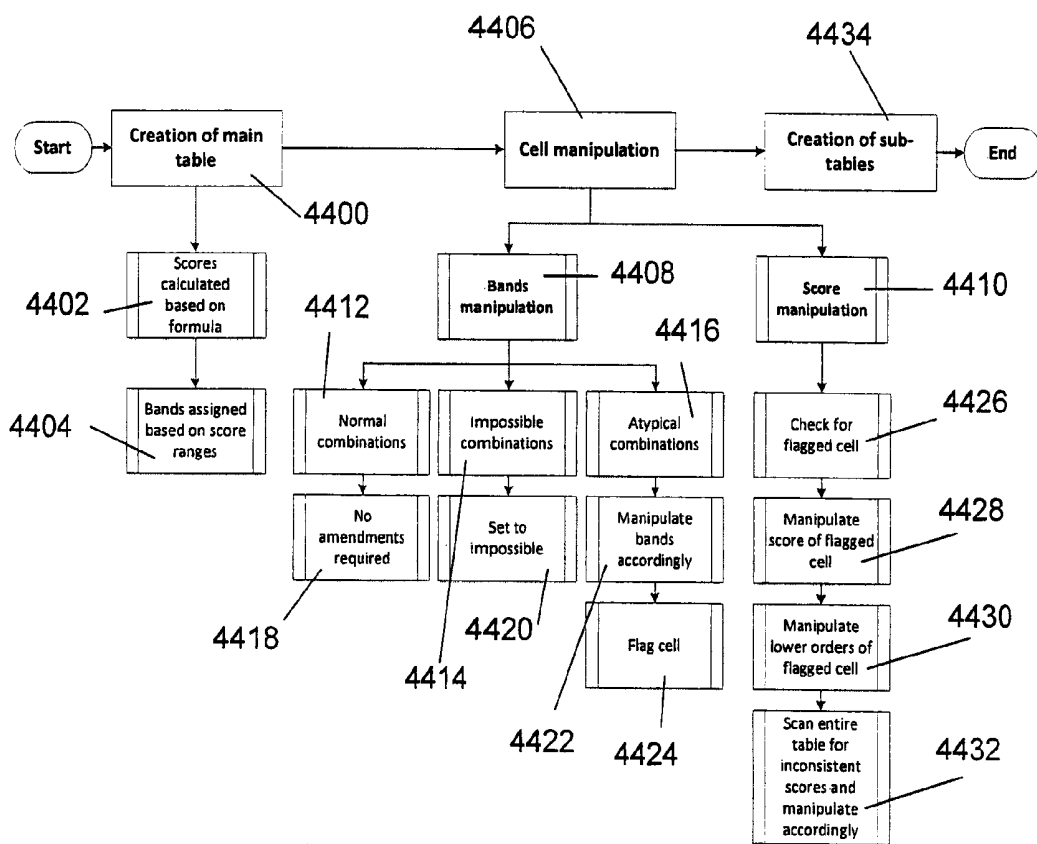 4406
4434
Start
Creation of main
table
Cell manipulation
Creation of sub-
tables
End
4400
Scores
calculated
based on
formula
4402
Bands
manipulation
4408
Score
manipulation
4410
4412
4416
Bands assigned
based on score
ranges
4404
Normal
combinations
Impossible
combinations
Atypical
combinations
Check for
flagged cell
4426
No
amendments
required
Set to
impossible
Manipulate
bands
accordingly
Manipulate
score of flagged
cell
4428
4418
4420
4414
Flag cell
Manipulate
lower orders of
flagged cell
4430
4422
4424
Scan entire
table for
inconsistent
scores and
manipulate
accordingly
4432